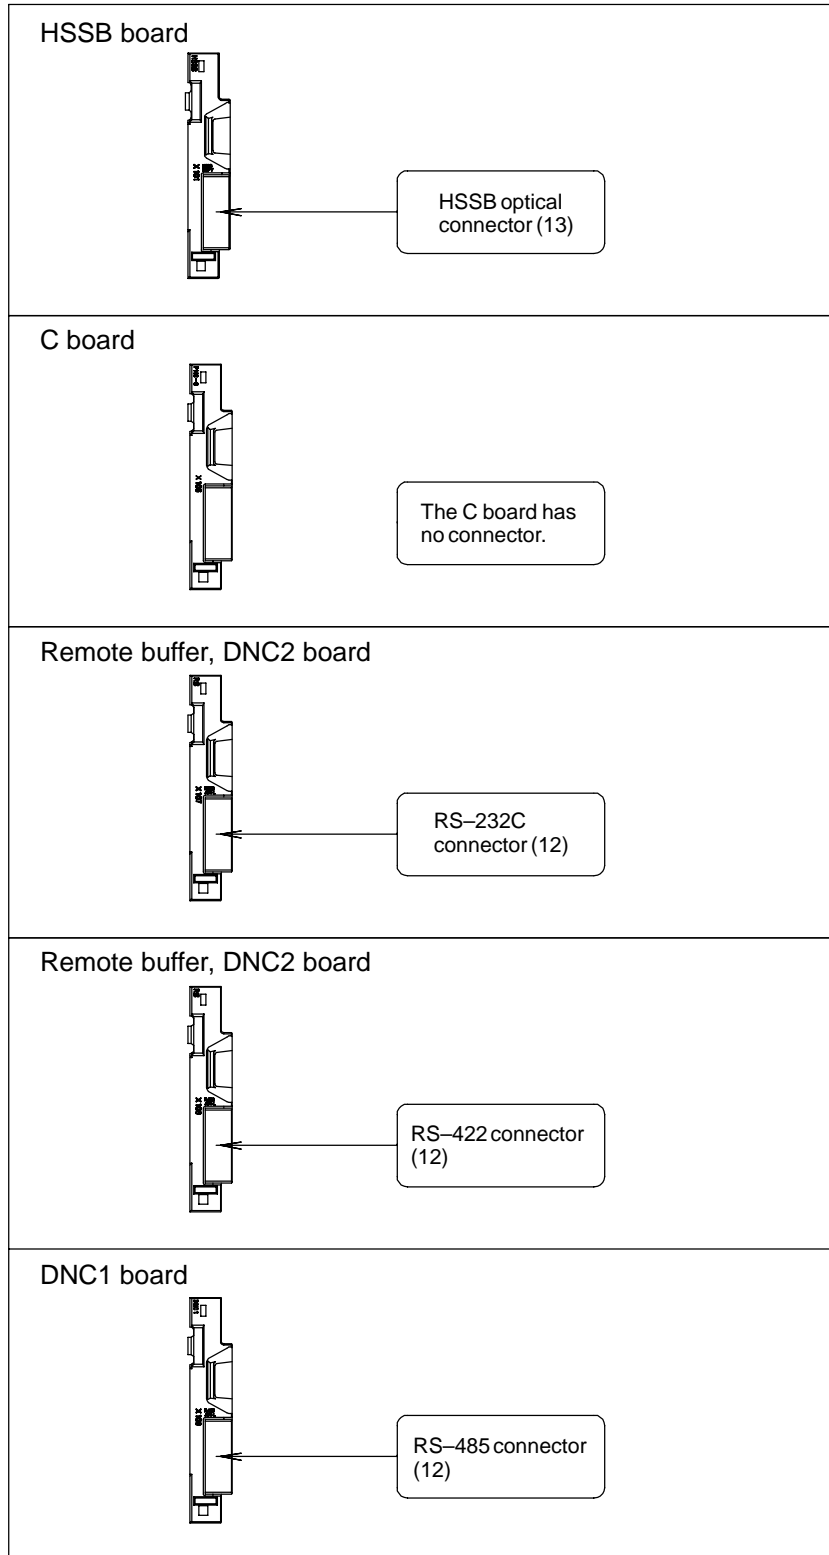 HSSB board
HSSB optical
connector (13)
C board
The C board has
no connector.
Remote buffer, DNC2 board
RS–232C
connector (12)
Remote buffer, DNC2 board
RS–422 connector
(12)
DNC1 board
RS–485 connector
(12)